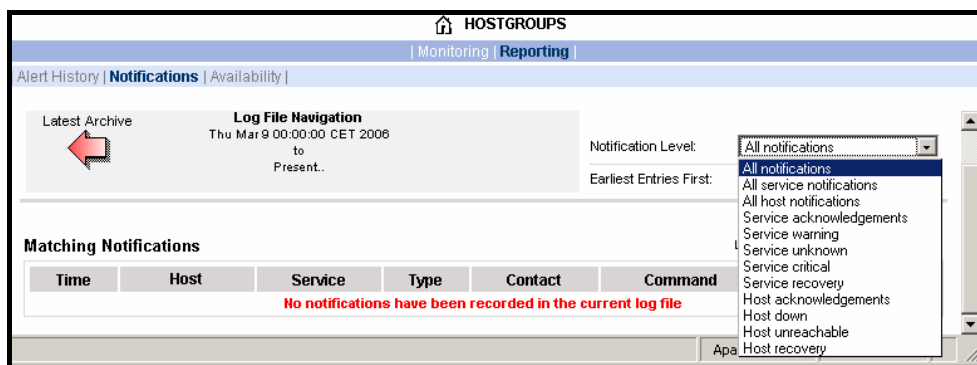 HOSTGROUPS
| Monitoring | Reporting |
Alert History | Notifications | Availability |
Latest Archive
Log File Navigation
Thu Mar 9 00:00:00 CET 2006
to
Present..
Notification Level:
All notifications
Earliest Entries First:
All notifications
All service notifications
All host notifications
Service acknowledgements
Service warning
Service unknown
Service critical
Service recovery
Host acknowledgements
Host down
Host unreachable
Host recovery
Matching Notifications
Time Host Service Type Contact Command
No notifications have been recorded in the current log file